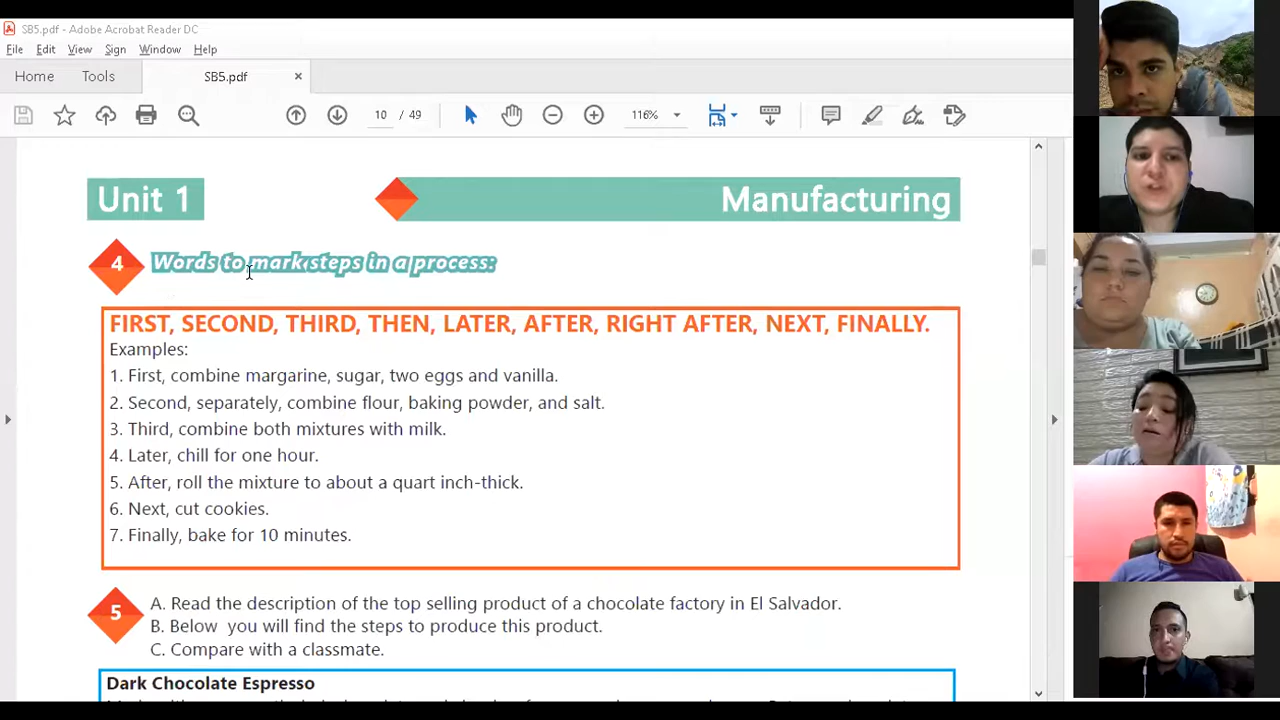 SB5.pdf - Adobe Acrobat Reader DC
File Edit View Sign Window Help
Home Tools SB5.pdf ×
10 / 49 116%
Unit 1 Manufacturing
4 Words to mark steps in a process:
FIRST, SECOND, THIRD, THEN, LATER, AFTER, RIGHT AFTER, NEXT, FINALLY.
Examples:
1. First, combine margarine, sugar, two eggs and vanilla.
2. Second, separately, combine flour, baking powder, and salt.
3. Third, combine both mixtures with milk.
4. Later, chill for one hour.
5. After, roll the mixture to about a quart inch-thick.
6. Next, cut cookies.
7. Finally, bake for 10 minutes.
5 A. Read the description of the top selling product of a chocolate factory in El Salvador.
B. Below you will find the steps to produce this product.
C. Compare with a classmate.
Dark Chocolate Espresso